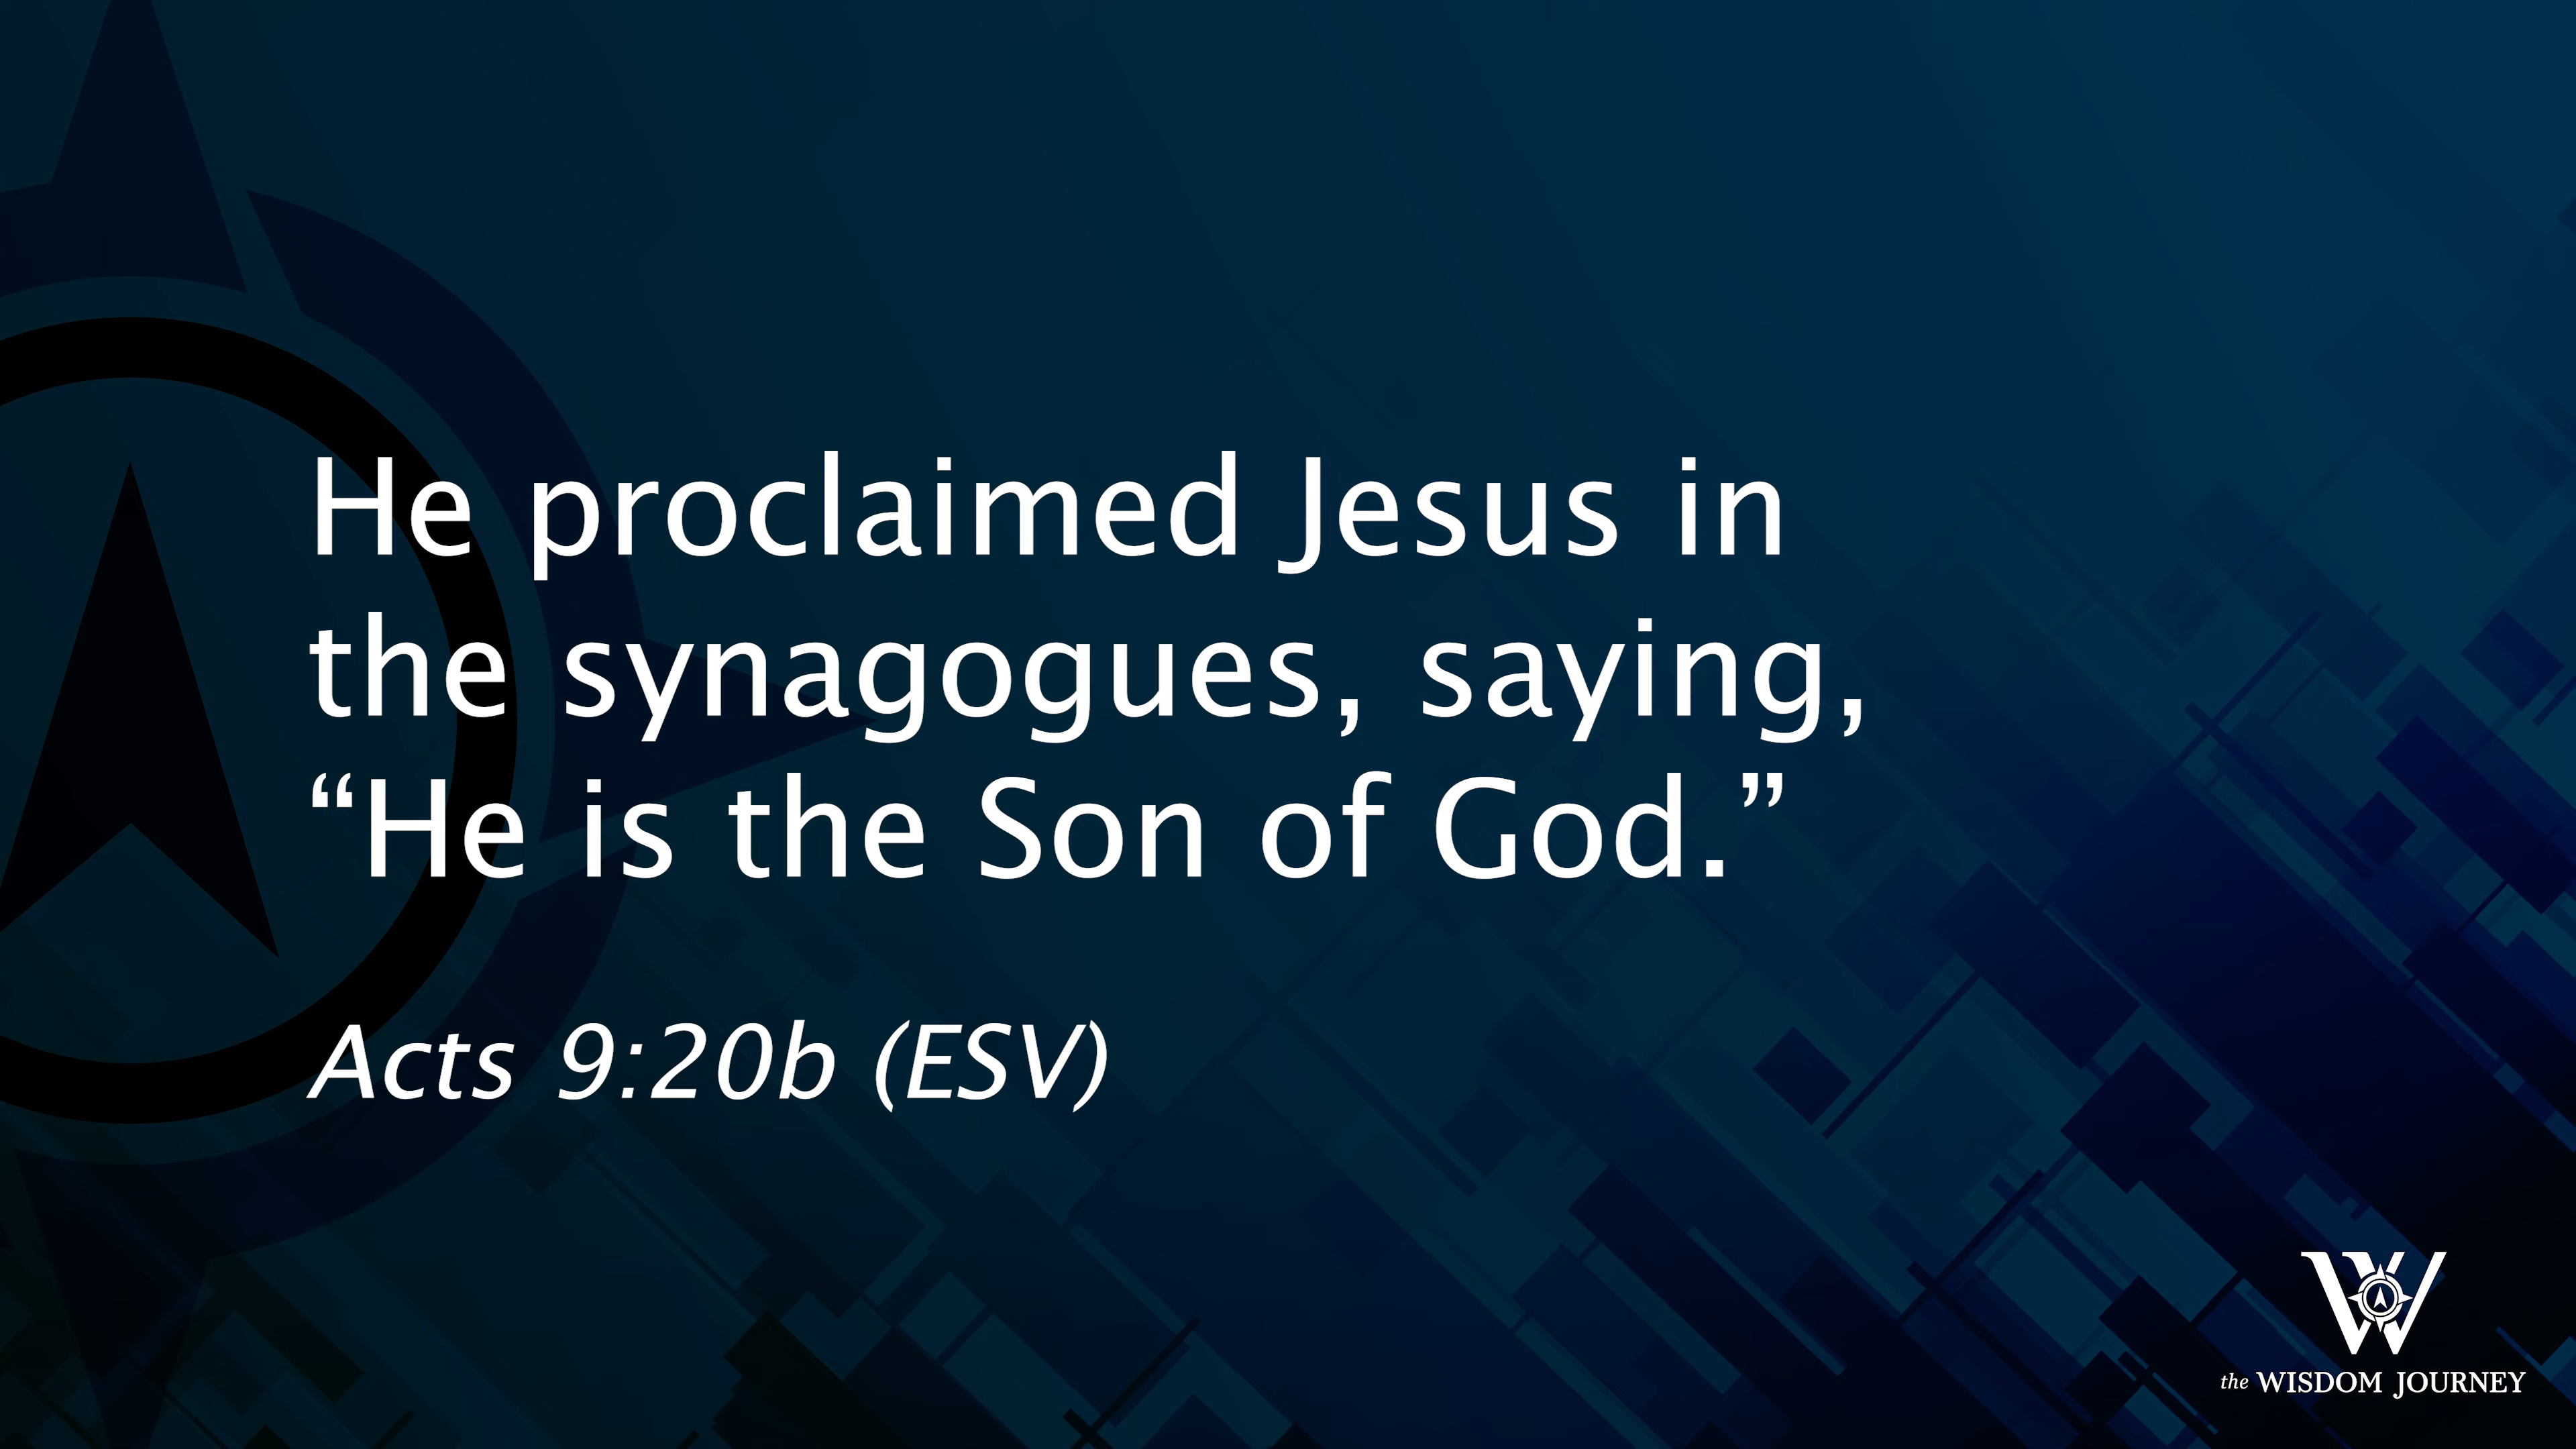 He proclaimed Jesus in
the synagogues, saying,
“He is the Son of God.”
Acts 9:20b (ESV)
W
the WISDOM JOURNEY